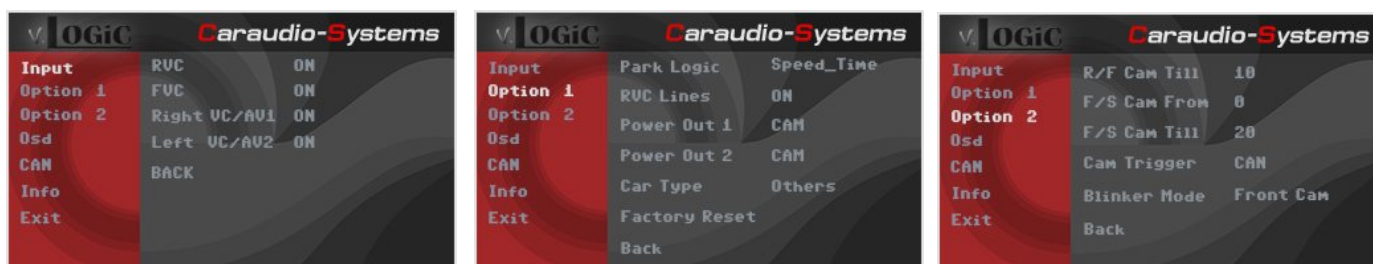 V.LOGiC Caraudio-Systems
Input
Option 1
Option 2
Osd
CAN
Info
Exit
RVC ON
FVC ON
Right VC/AV1 ON
Left VC/AV2 ON
BACK
V.LOGiC Caraudio-Systems
Input
Option 1
Option 2
Osd
CAN
Info
Exit
Park Logic Speed_Time
RVC Lines ON
Power Out 1 CAM
Power Out 2 CAM
Car Type Others
Factory Reset
Back
V.LOGiC Caraudio-Systems
Input
Option 1
Option 2
Osd
CAN
Info
Exit
R/F Cam Till 10
F/S Cam From 0
F/S Cam Till 20
Cam Trigger CAN
Blinker Mode Front Cam
Back